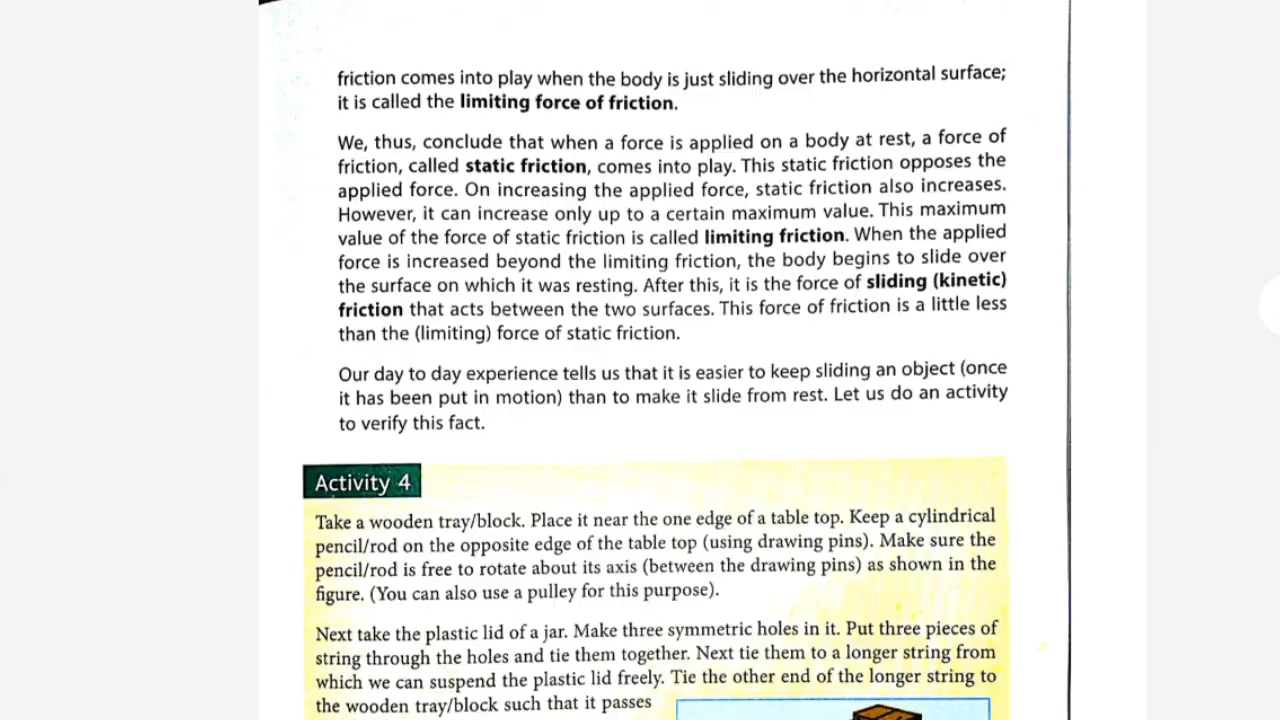 friction comes into play when the body is just sliding over the horizontal surface;
it is called the limiting force of friction.
We, thus, conclude that when a force is applied on a body at rest, a force of
friction, called static friction, comes into play. This static friction opposes the
applied force. On increasing the applied force, static friction also increases.
However, it can increase only up to a certain maximum value. This maximum
value of the force of static friction is called limiting friction. When the applied
force is increased beyond the limiting friction, the body begins to slide over
the surface on which it was resting. After this, it is the force of sliding (kinetic)
friction that acts between the two surfaces. This force of friction is a little less
than the (limiting) force of static friction.
Our day to day experience tells us that it is easier to keep sliding an object (once
it has been put in motion) than to make it slide from rest. Let us do an activity
to verify this fact.
Activity 4
Take a wooden tray/block. Place it near the one edge of a table top. Keep a cylindrical
pencil/rod on the opposite edge of the table top (using drawing pins). Make sure the
pencil/rod is free to rotate about its axis (between the drawing pins) as shown in the
figure. (You can also use a pulley for this purpose).
Next take the plastic lid of a jar. Make three symmetric holes in it. Put three pieces of
string through the holes and tie them together. Next tie them to a longer string from
which we can suspend the plastic lid freely. Tie the other end of the longer string to
the wooden tray/block such that it passes